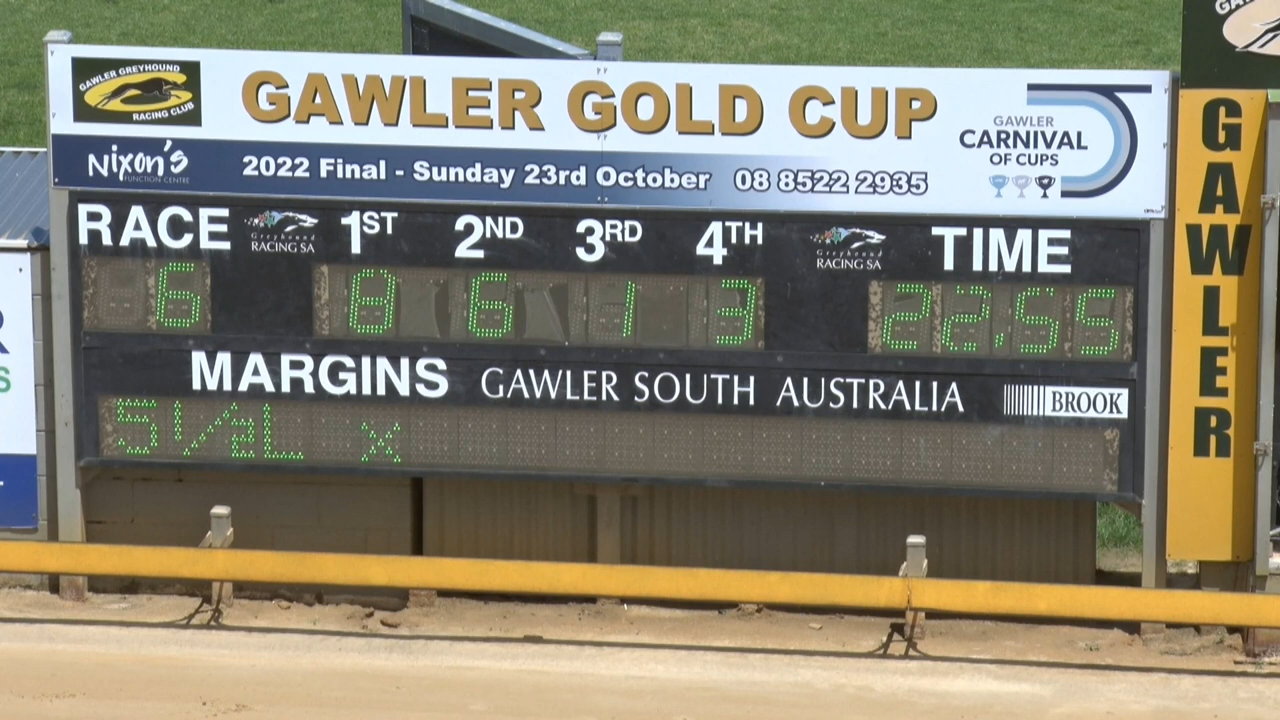 GAWLER GREYHOUND
RACING CLUB
GAWLER GOLD CUP
GAWLER
CARNIVAL
OF CUPS
Nixon's
FUNCTION CENTRE
2022 Final - Sunday 23rd October 08 8522 2935
RACE
Greyhound
RACING SA
1ST 2ND 3RD 4TH
Greyhound
RACING SA
TIME
6 8 6 1 3 22.55
MARGINS GAWLER SOUTH AUSTRALIA BROOK
5 1/2L x
GAWLER